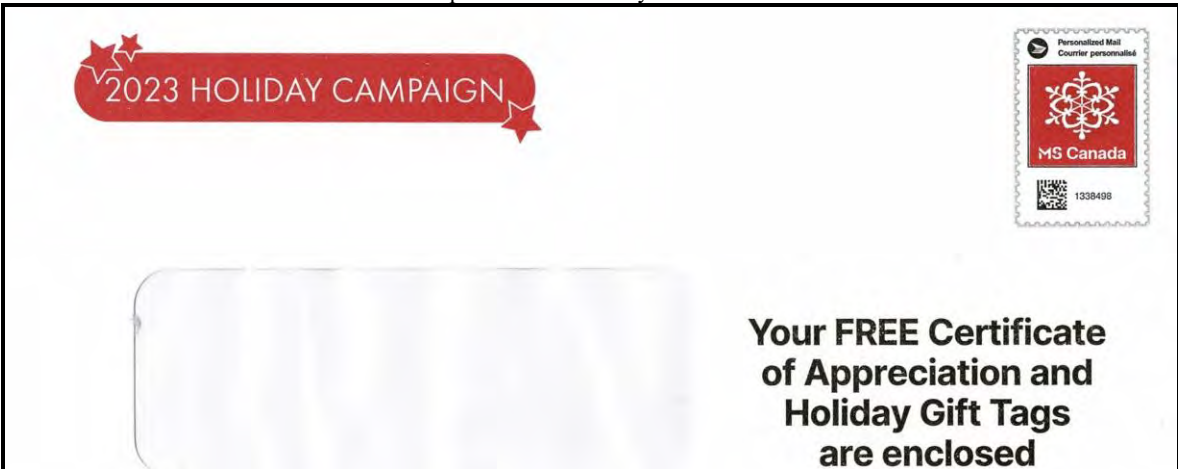 2023 HOLIDAY CAMPAIGN
Personalized Mail
Courrier personnalisé
MS Canada
1338498
Your FREE Certificate
of Appreciation and
Holiday Gift Tags
are enclosed